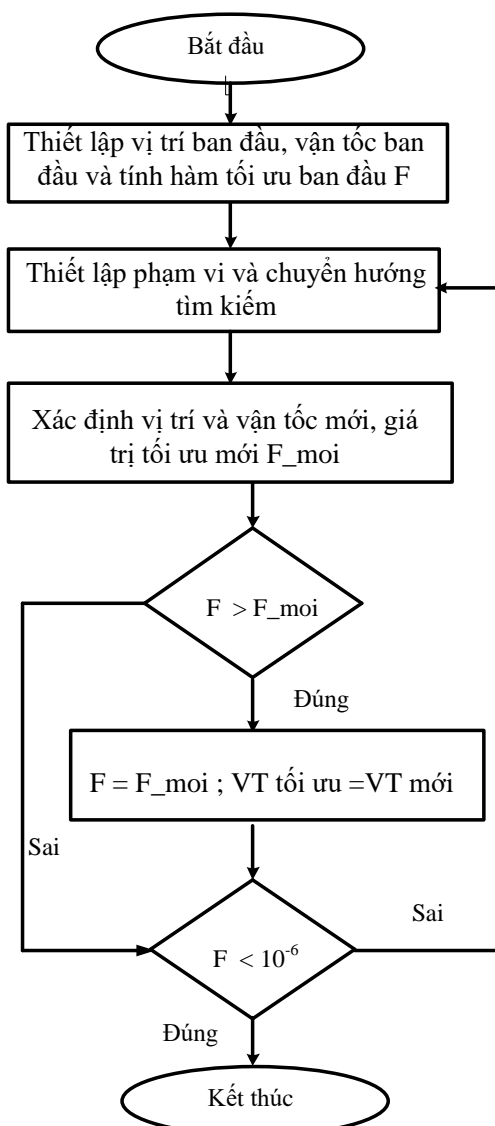 Bắt đầu
Thiết lập vị trí ban đầu, vận tốc ban
đầu và tính hàm tối ưu ban đầu F
Thiết lập phạm vi và chuyển hướng
tìm kiếm
Xác định vị trí và vận tốc mới, giá
trị tối ưu mới F_moi
F > F_moi
Đúng
F = F_moi ; VT tối ưu =VT mới
Sai
Sai
F < 10⁻⁶
Đúng
Kết thúc